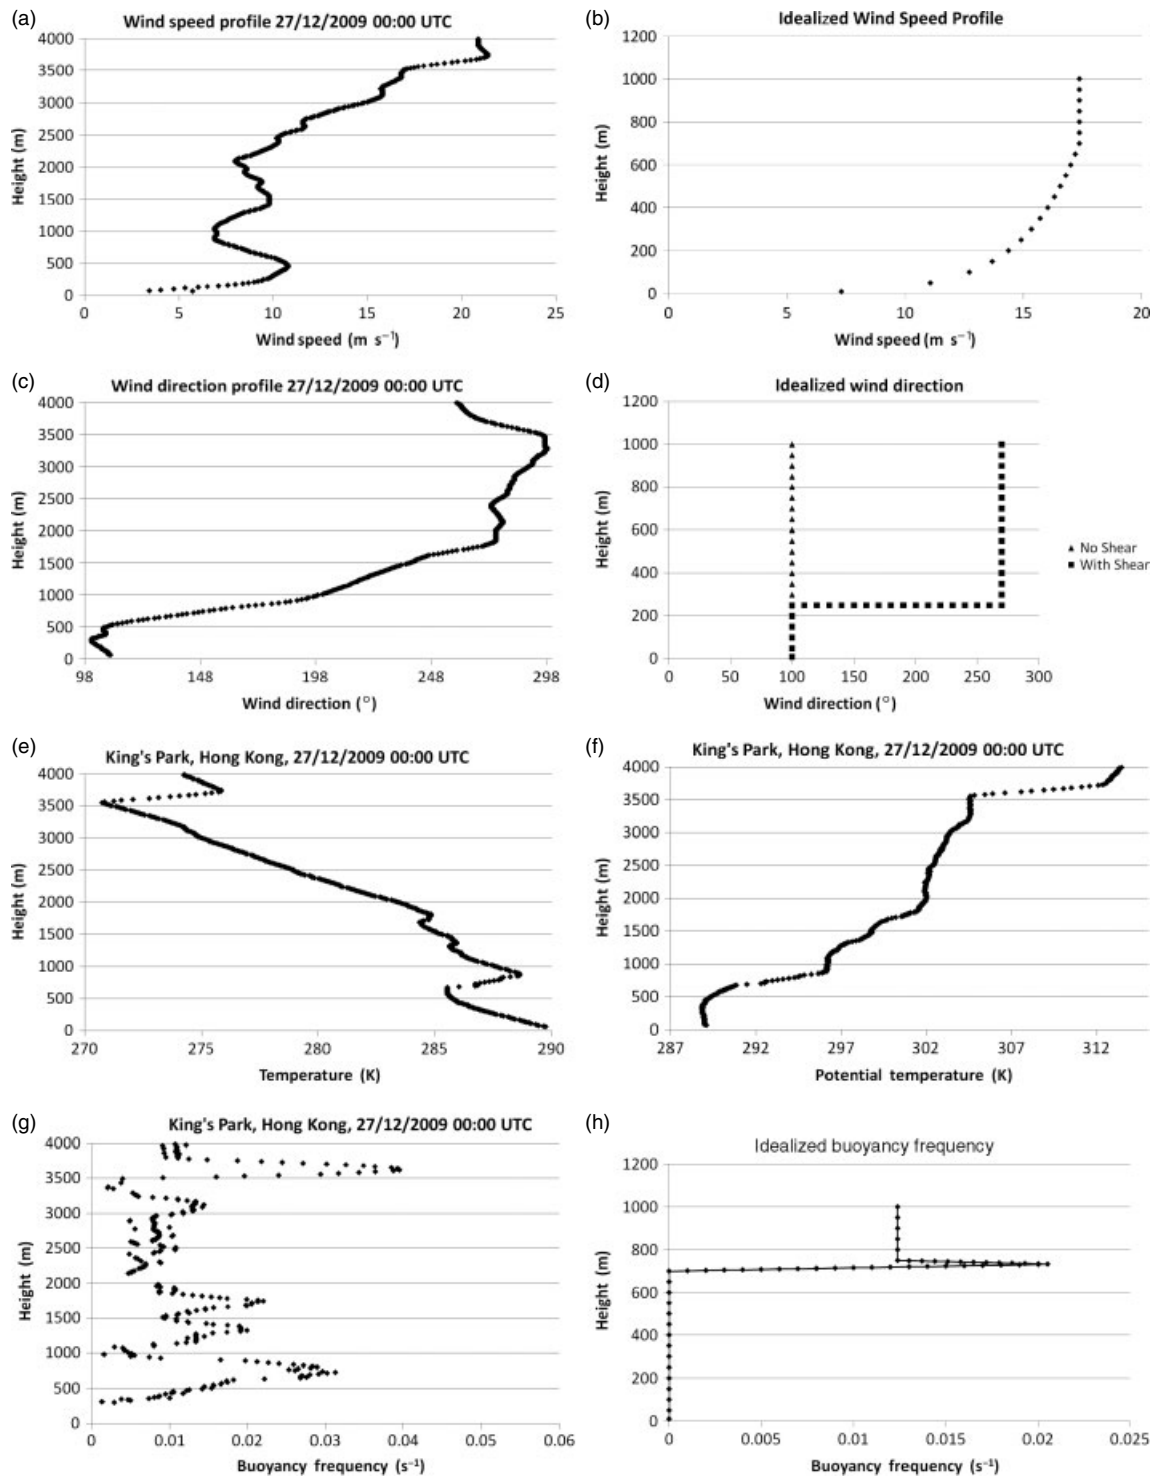 (a)
Wind speed profile 27/12/2009 00:00 UTC
4000
3500
3000
2500
2000
1500
1000
500
0
Height (m)
0 5 10 15 20 25
Wind speed (m s⁻¹)
(b)
Idealized Wind Speed Profile
1200
1000
800
600
400
200
0
Height (m)
0 5 10 15 20
Wind speed (m s⁻¹)
(c)
Wind direction profile 27/12/2009 00:00 UTC
4000
3500
3000
2500
2000
1500
1000
500
0
Height (m)
98 148 198 248 298
Wind direction (°)
(d)
Idealized wind direction
1200
1000
800
600
400
200
0
Height (m)
0 50 100 150 200 250 300
Wind direction (°)
No Shear
With Shear
(e)
King's Park, Hong Kong, 27/12/2009 00:00 UTC
4000
3500
3000
2500
2000
1500
1000
500
0
Height (m)
270 275 280 285 290
Temperature (K)
(f)
King's Park, Hong Kong, 27/12/2009 00:00 UTC
4000
3500
3000
2500
2000
1500
1000
500
0
Height (m)
287 292 297 302 307 312
Potential temperature (K)
(g)
King's Park, Hong Kong, 27/12/2009 00:00 UTC
4000
3500
3000
2500
2000
1500
1000
500
0
Height (m)
0 0.01 0.02 0.03 0.04 0.05 0.06
Buoyancy frequency (s⁻¹)
(h)
Idealized buoyancy frequency
1200
1000
800
600
400
200
0
Height (m)
0 0.005 0.01 0.015 0.02 0.025
Buoyancy frequency (s⁻¹)